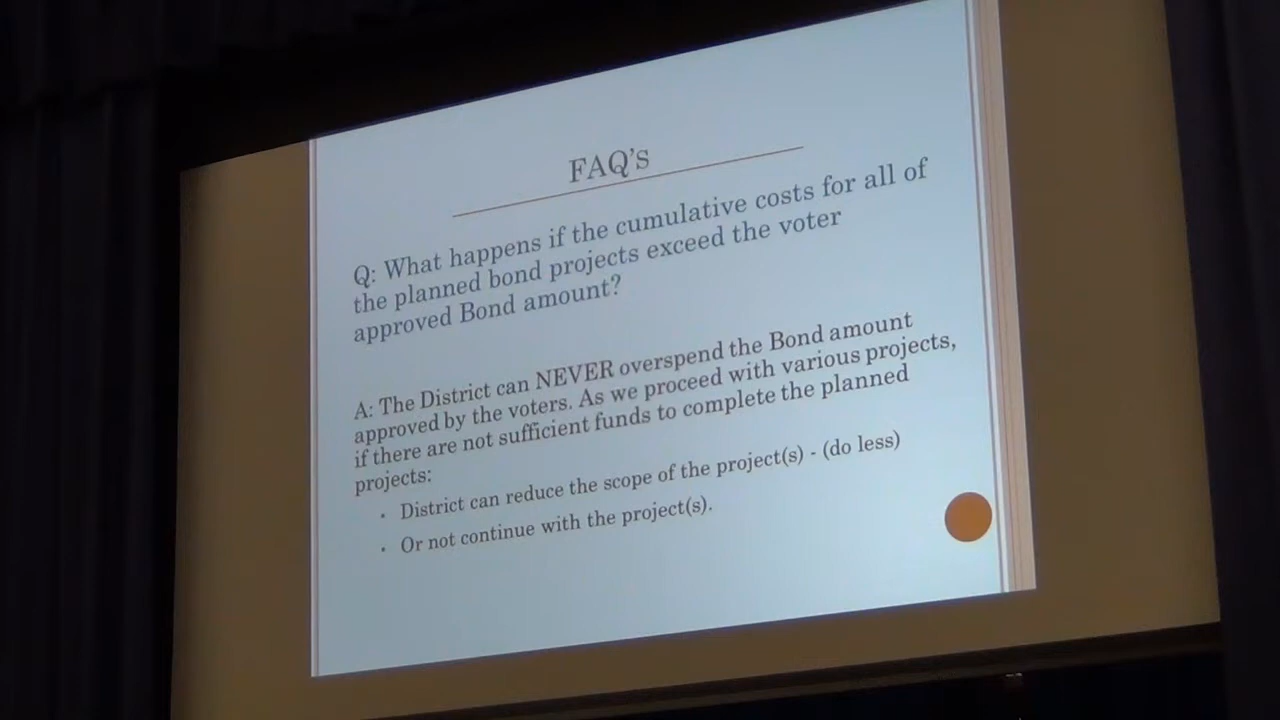 FAQ's
Q: What happens if the cumulative costs for all of
the planned bond projects exceed the voter
approved Bond amount?
A: The District can NEVER overspend the Bond amount
approved by the voters. As we proceed with various projects,
if there are not sufficient funds to complete the planned
projects:
• District can reduce the scope of the project(s) - (do less)
• Or not continue with the project(s).